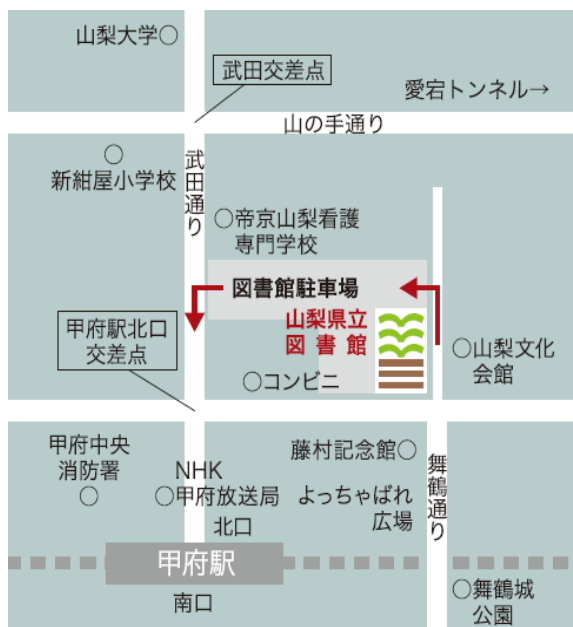 山梨大学○
武田交差点
愛宕トンネル→
山の手通り
○
新紺屋小学校
武田通り
○帝京山梨看護
専門学校
図書館駐車場
山梨県立
図書館
甲府駅北口
交差点
○山梨文化
会館
○コンビニ
甲府中央
消防署
○
NHK
○甲府放送局
北口
藤村記念館○
よっちゃばれ
広場
舞鶴通り
甲府駅
南口
○舞鶴城
公園